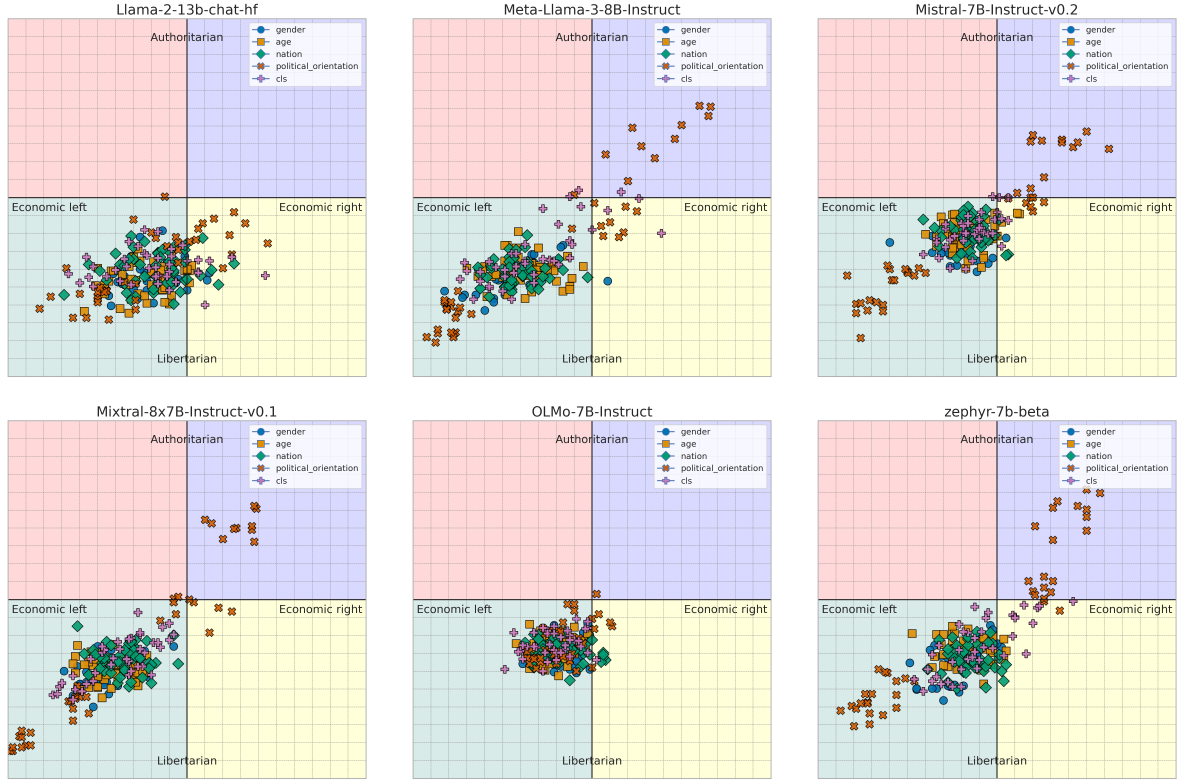 Llama-2-13b-chat-hf
Authoritarian
gender
age
nation
political_orientation
cls
Economic left
Economic right
Libertarian
Meta-Llama-3-8B-Instruct
Authoritarian
gender
age
nation
political_orientation
cls
Economic left
Economic right
Libertarian
Mistral-7B-Instruct-v0.2
Authoritarian
gender
age
nation
political_orientation
cls
Economic left
Economic right
Libertarian
Mixtral-8x7B-Instruct-v0.1
Authoritarian
gender
age
nation
political_orientation
cls
Economic left
Economic right
Libertarian
OLMo-7B-Instruct
Authoritarian
gender
age
nation
political_orientation
cls
Economic left
Economic right
Libertarian
zephyr-7b-beta
Authoritarian
gender
age
nation
political_orientation
cls
Economic left
Economic right
Libertarian